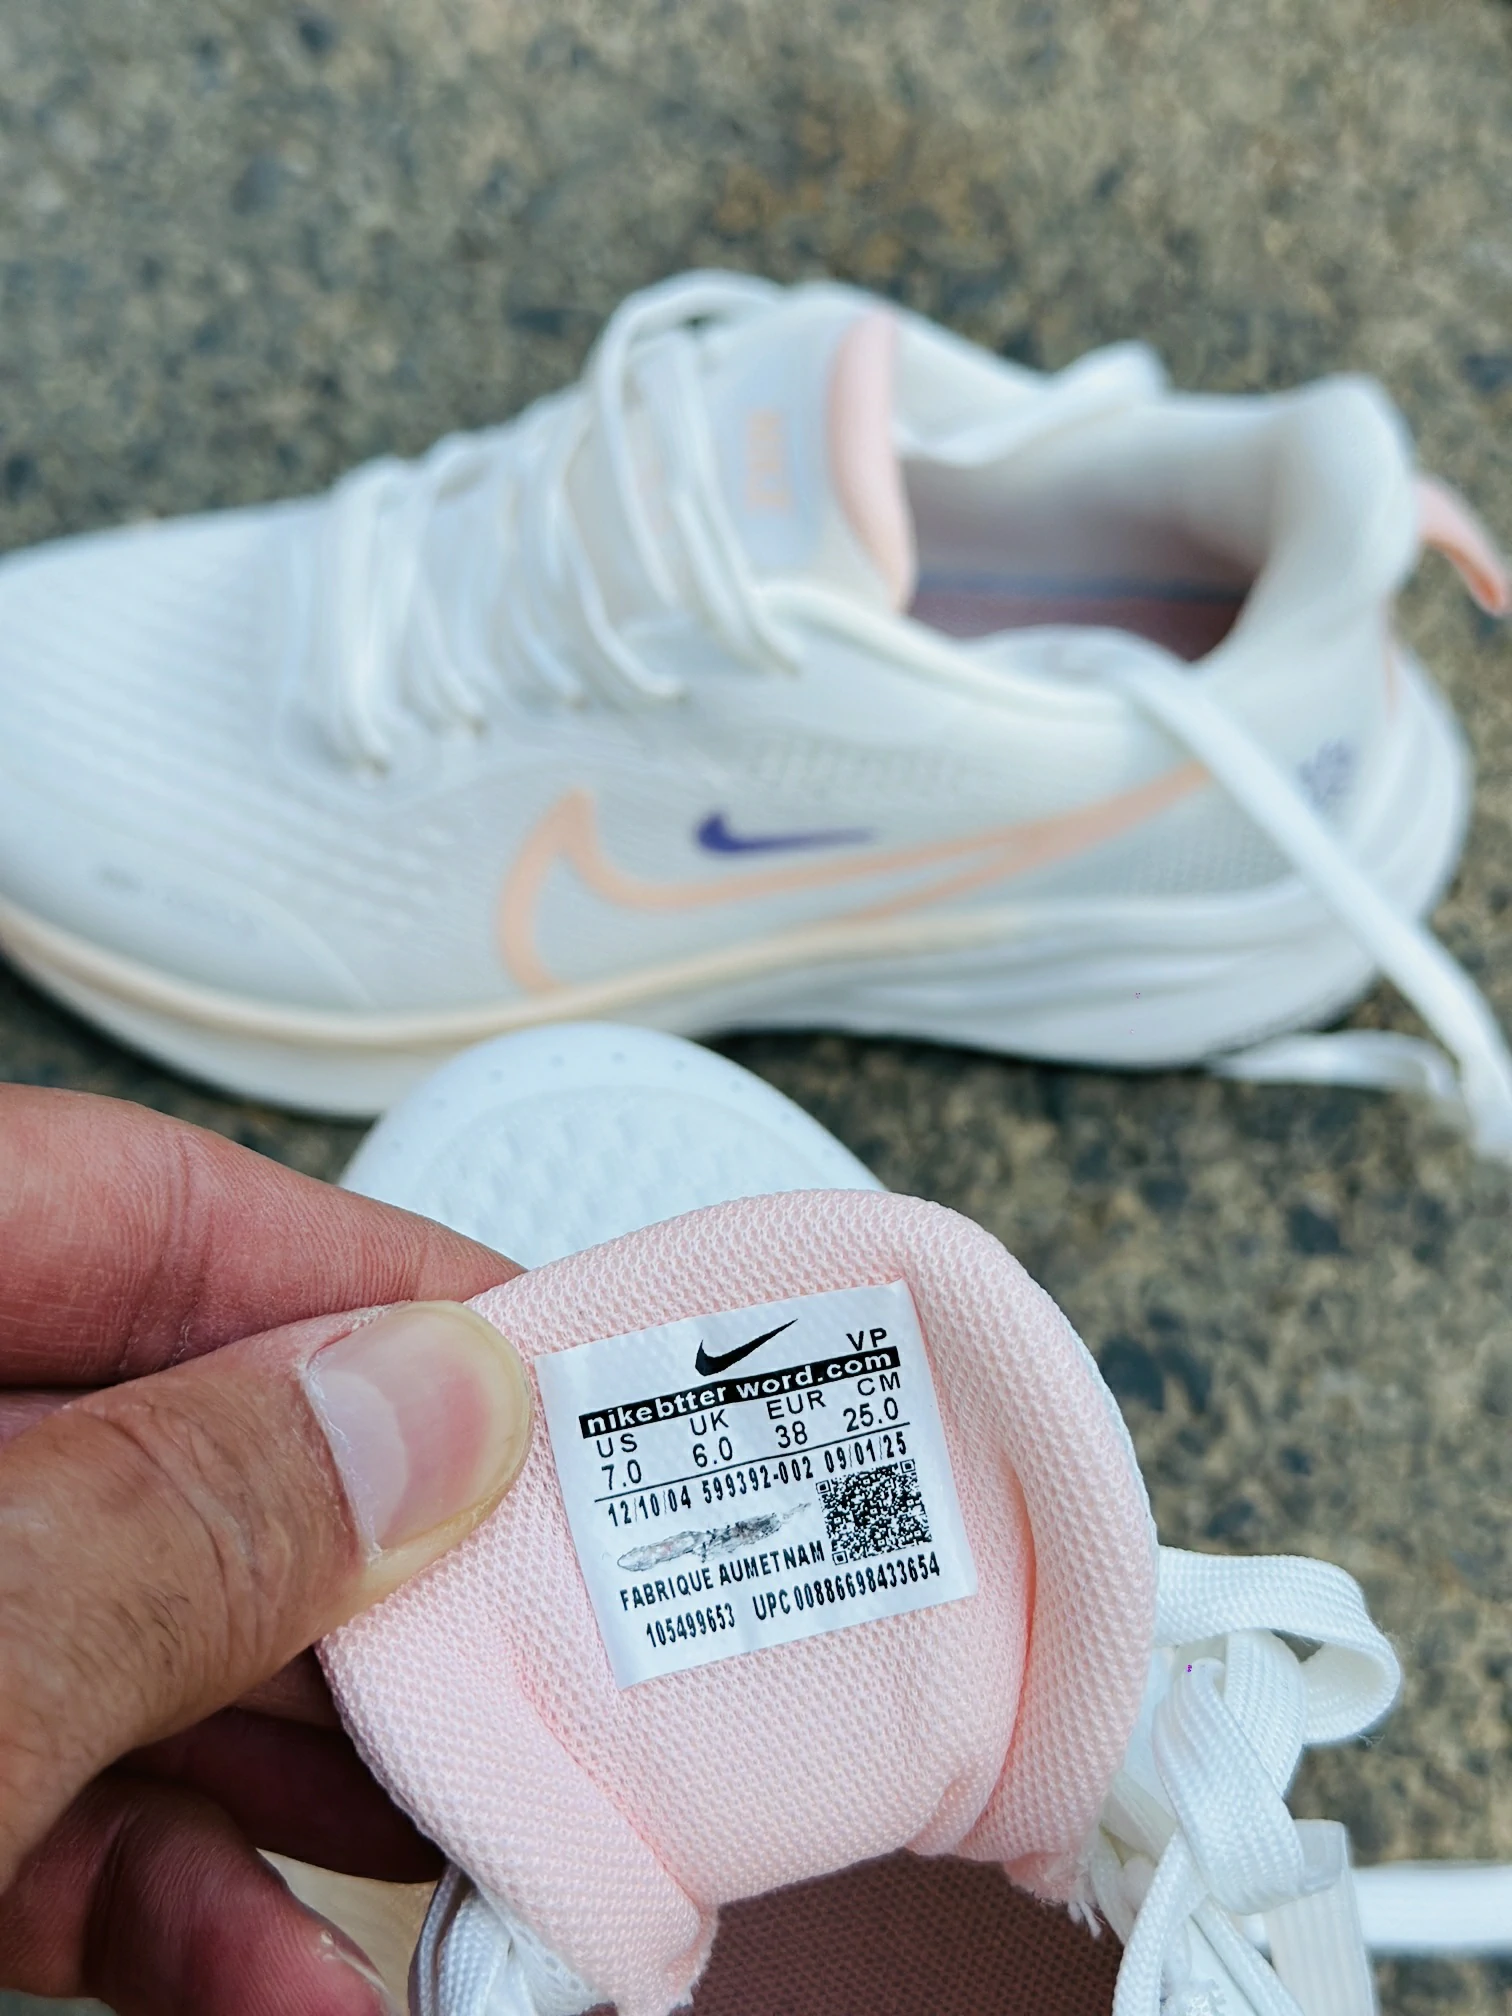 VP
nikebtter word.com
US UK EUR CM
7.0 6.0 38 25.0
12/10/04 599392-002 09/01/25
FABRIQUE AUMETNAM
105499653 UPC 00886698433654